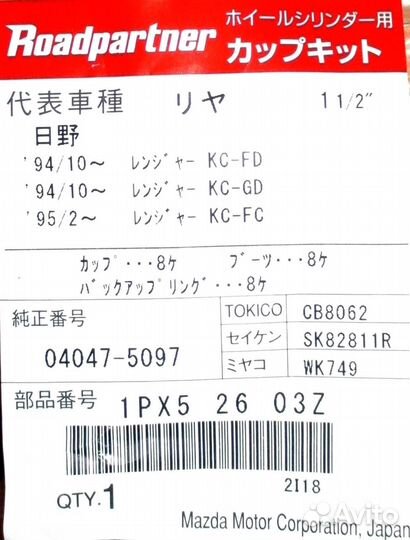 Roadpartner ホイールシリンダー用
カップキット
代表車種 リヤ 1 1/2"
日野
'94/10～ ﾚﾝｼﾞｬｰ KC-FD
'94/10～ ﾚﾝｼﾞｬｰ KC-GD
'95/2～ ﾚﾝｼﾞｬｰ KC-FC
ｶｯﾌﾟ･･･8ｹ ﾌﾞｰﾂ･･･8ｹ
ﾊﾞｯｸｱｯﾌﾟﾘﾝｸﾞ･･･8ｹ
純正番号
04047-5097
TOKICO CB8062
セイケン SK82811R
ミヤコ WK749
部品番号 1PX5 26 03Z
QTY.1 2I18
Mazda Motor Corporation, Japan
Avito